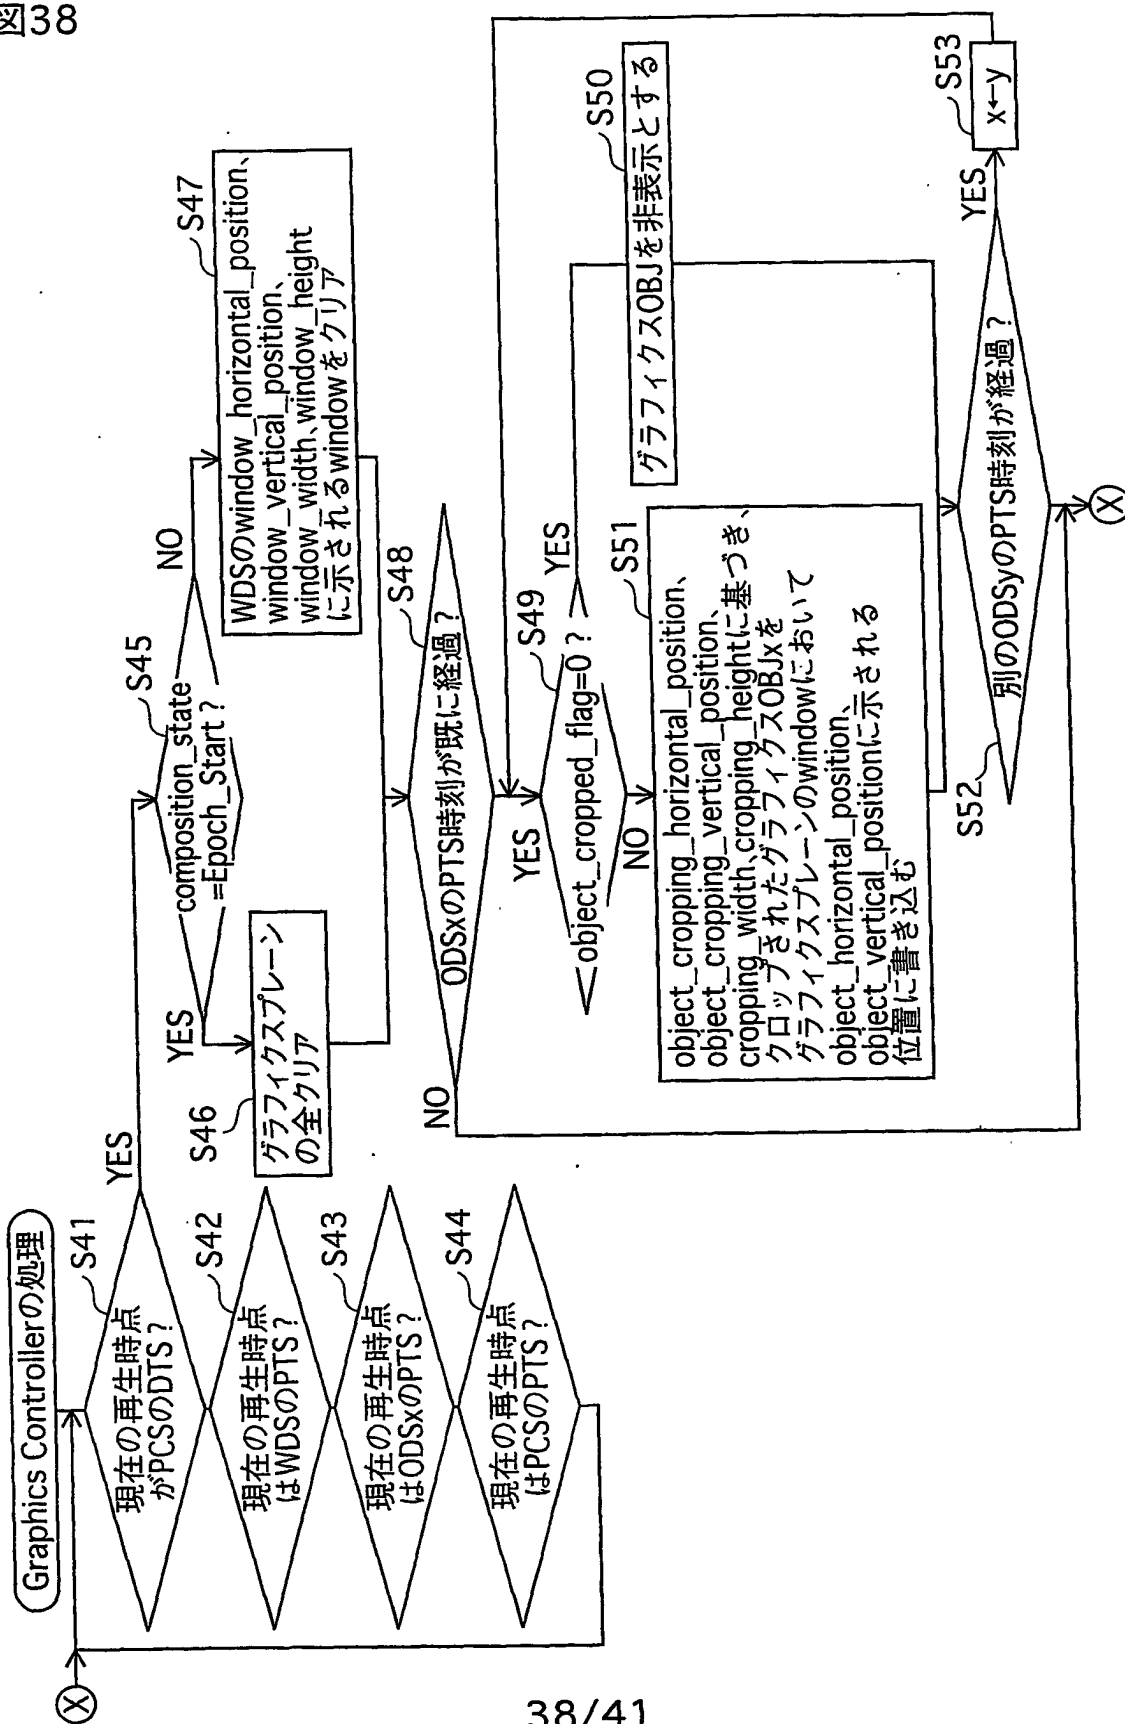 図38
Graphics Controllerの処理
X
S41
現在の再生時点
がPCSのDTS?
YES
S42
現在の再生時点
はWDSのPTS?
S43
現在の再生時点
はODSxのPTS?
S44
現在の再生時点
はPCSのPTS?
S45
composition_state
=Epoch_Start?
YES
NO
S46
グラフィクスプレーン
の全クリア
S47
WDSのwindow_horizontal_position、
window_vertical_position、
window_width、window_height
に示されるwindowをクリア
S48
ODSxのPTS時刻が既に経過?
NO
YES
S49
object_cropped_flag=0?
YES
NO
S50
グラフィクスOBJを非表示とする
S51
object_cropping_horizontal_position、
object_cropping_vertical_position、
cropping_width、cropping_heightに基づき、
クロップされたグラフィクスOBJxを
グラフィクスプレーンのwindowにおいて
object_horizontal_position、
object_vertical_positionに示される
位置に書き込む
S52
別のODSyのPTS時刻が経過?
YES
S53
x←y
X
38/41